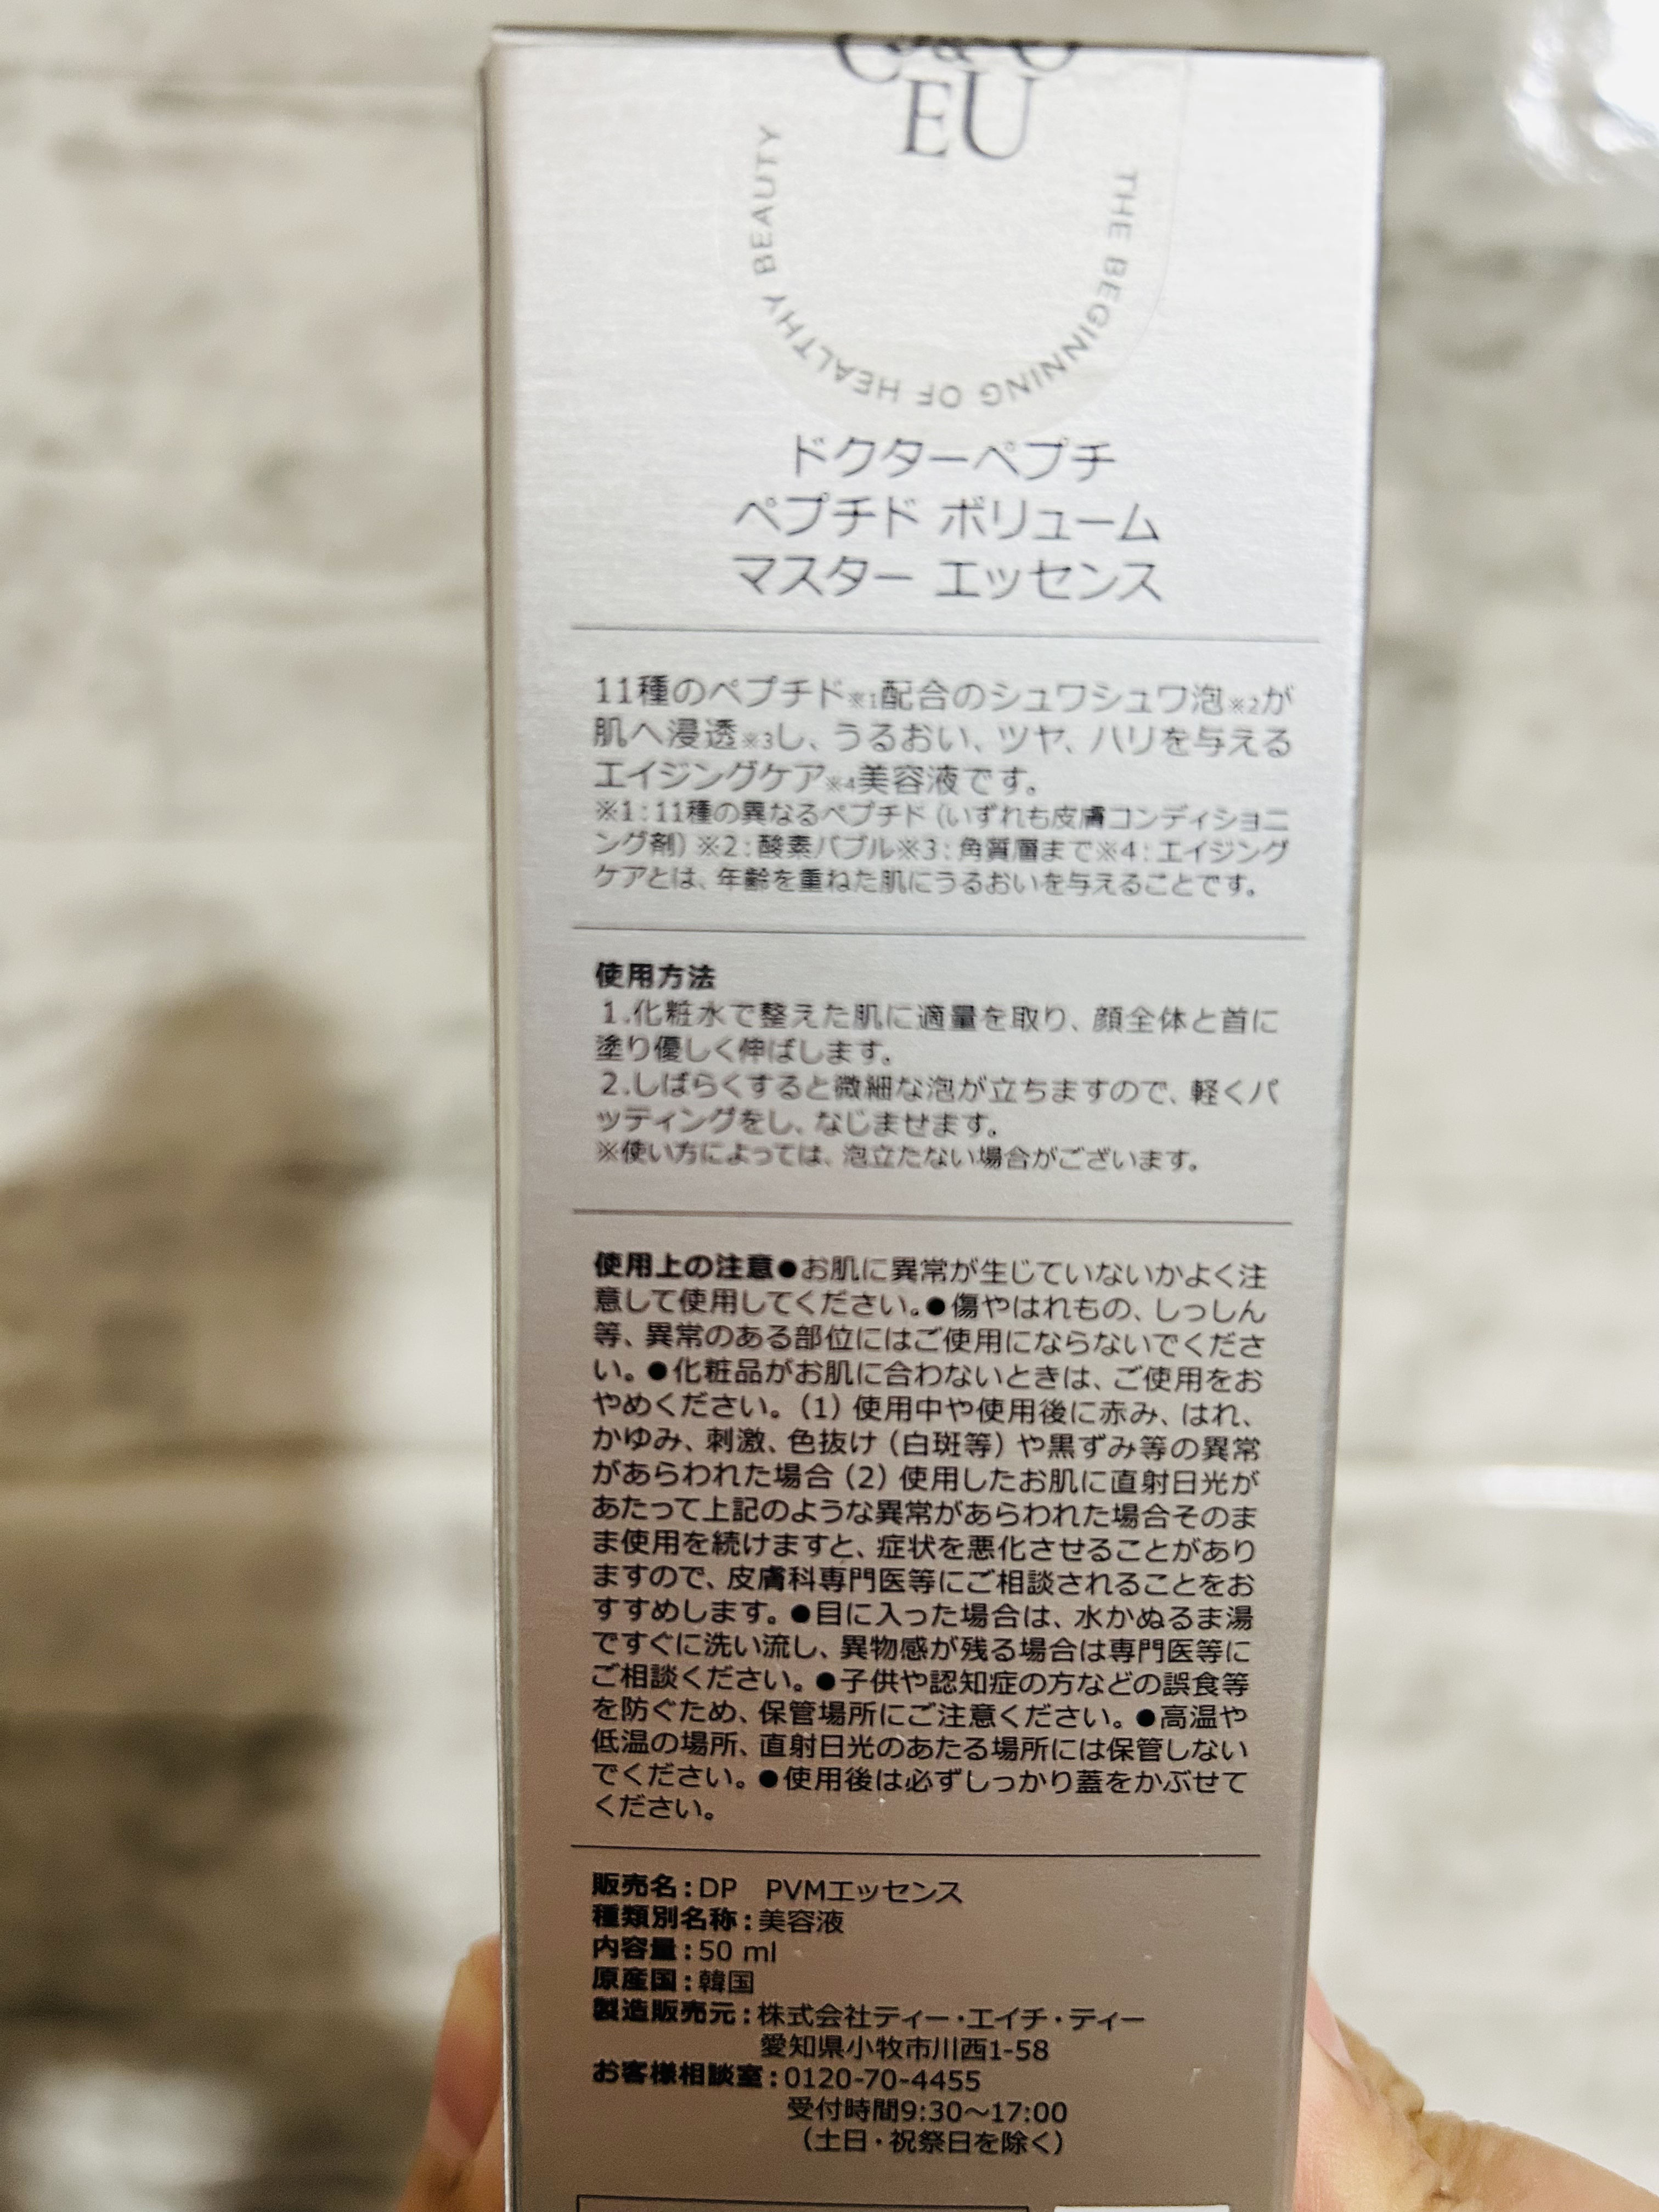 EU
THE BEGINNING OF HEALTHY BEAUTY
ドクターペプチ
ペプチド ボリューム
マスター エッセンス
11種のペプチド※1配合のシュワシュワ泡※2が
肌へ浸透※3し、うるおい、ツヤ、ハリを与える
エイジングケア※4美容液です。
※1:11種の異なるペプチド(いずれも皮膚コンディショニ
ング剤)※2:酸素バブル※3:角質層まで※4:エイジング
ケアとは、年齢を重ねた肌にうるおいを与えることです。
使用方法
1.化粧水で整えた肌に適量を取り、顔全体と首に
塗り優しく伸ばします。
2.しばらくすると微細な泡が立ちますので、軽くパ
ッティングをし、なじませます。
※使い方によっては、泡立たない場合がございます。
使用上の注意●お肌に異常が生じていないかよく注
意して使用してください。●傷やはれもの、しっしん
等、異常のある部位にはご使用にならないでくださ
い。●化粧品がお肌に合わないときは、ご使用をお
やめください。(1)使用中や使用後に赤み、はれ、
かゆみ、刺激、色抜け(白斑等)や黒ずみ等の異常
があらわれた場合(2)使用したお肌に直射日光が
あたって上記のような異常があらわれた場合そのま
ま使用を続けますと、症状を悪化させることがあり
ますので、皮膚科専門医等にご相談されることをお
すすめします。●目に入った場合は、水かぬるま湯
ですぐに洗い流し、異物感が残る場合は専門医等に
ご相談ください。●子供や認知症の方などの誤食等
を防ぐため、保管場所にご注意ください。●高温や
低温の場所、直射日光のあたる場所には保管しない
でください。●使用後は必ずしっかり蓋をかぶせて
ください。
販売名:DP PVMエッセンス
種類別名称:美容液
内容量:50 ml
原産国:韓国
製造販売元:株式会社ティー・エイチ・ティー
愛知県小牧市川西1-58
お客様相談室:0120-70-4455
受付時間9:30〜17:00
(土日・祝祭日を除く)